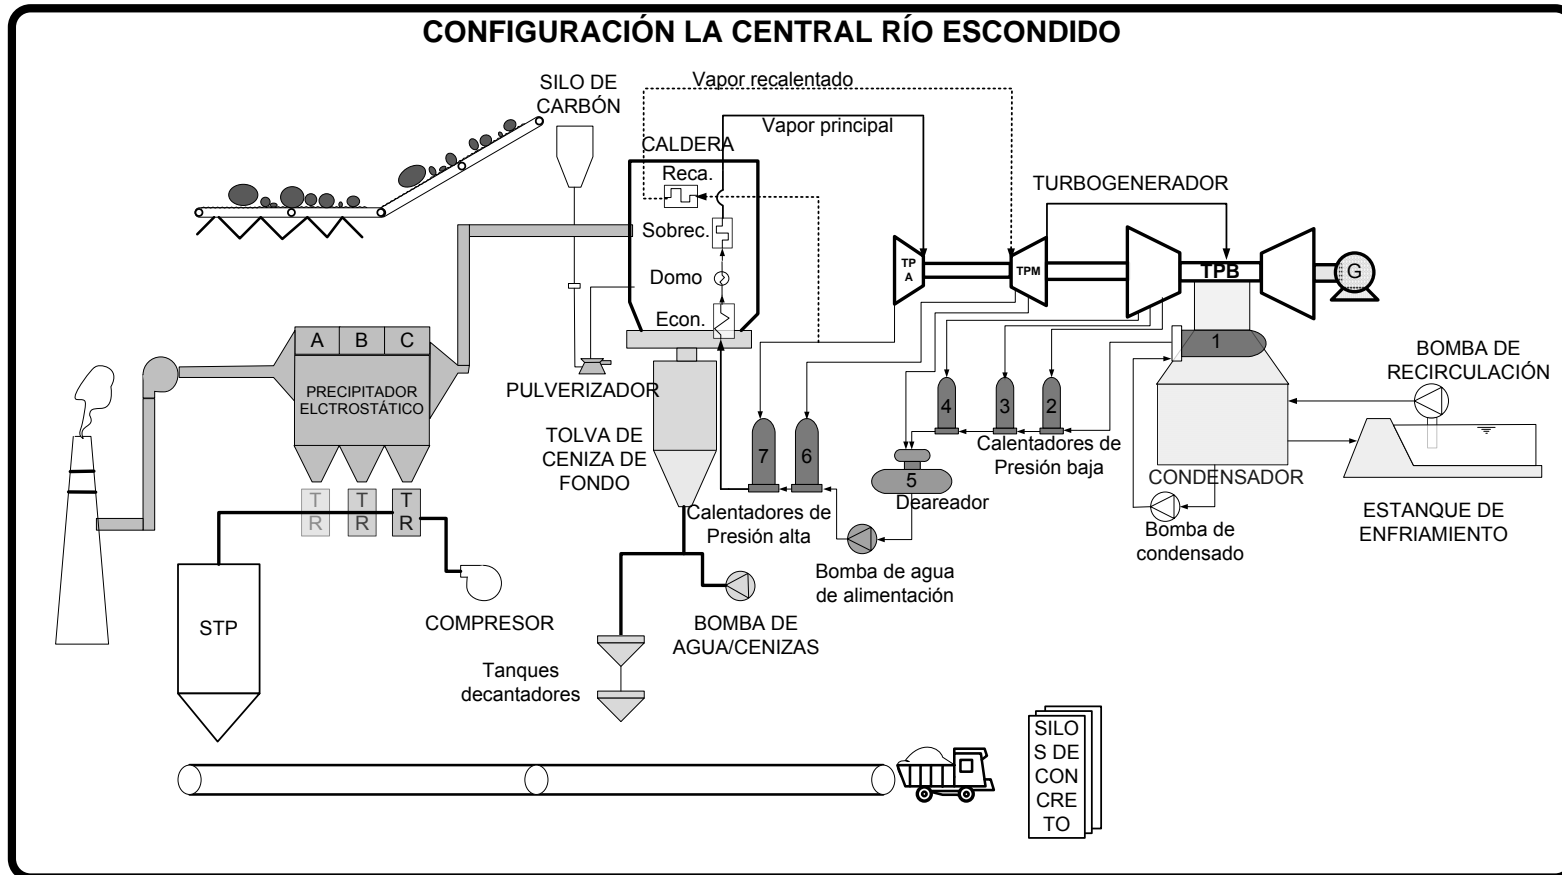 CONFIGURACIÓN LA CENTRAL RÍO ESCONDIDO
SILO DE
CARBÓN
Vapor recalentado
Vapor principal
CALDERA
Reca.
Sobrec.
Domo
Econ.
TURBOGENERADOR
TP
A
TPM
TPB
G
A
B
C
PRECIPITADOR
ELCTROSTÁTICO
PULVERIZADOR
TOLVA DE
CENIZA DE
FONDO
7
6
Calentadores de
Presión alta
4
3
2
Calentadores de
Presión baja
5
Deareador
1
CONDENSADOR
BOMBA DE
RECIRCULACIÓN
ESTANQUE DE
ENFRIAMIENTO
Bomba de
condensado
Bomba de agua
de alimentación
T
R
T
R
T
R
STP
COMPRESOR
BOMBA DE
AGUA/CENIZAS
Tanques
decantadores
SILO
S DE
CON
CRE
TO